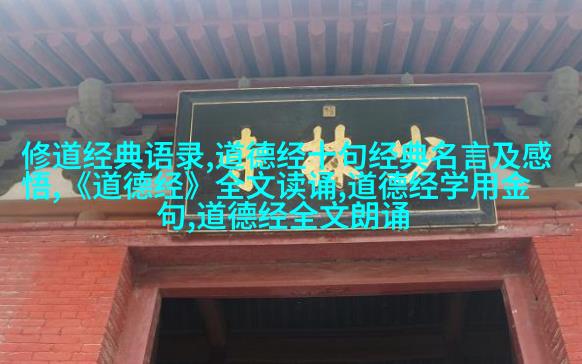 少林寺
修道经典语录,道德经十句经典名言及感
悟,《道德经》全文读诵,道德经学用金
句,道德经全文朗诵